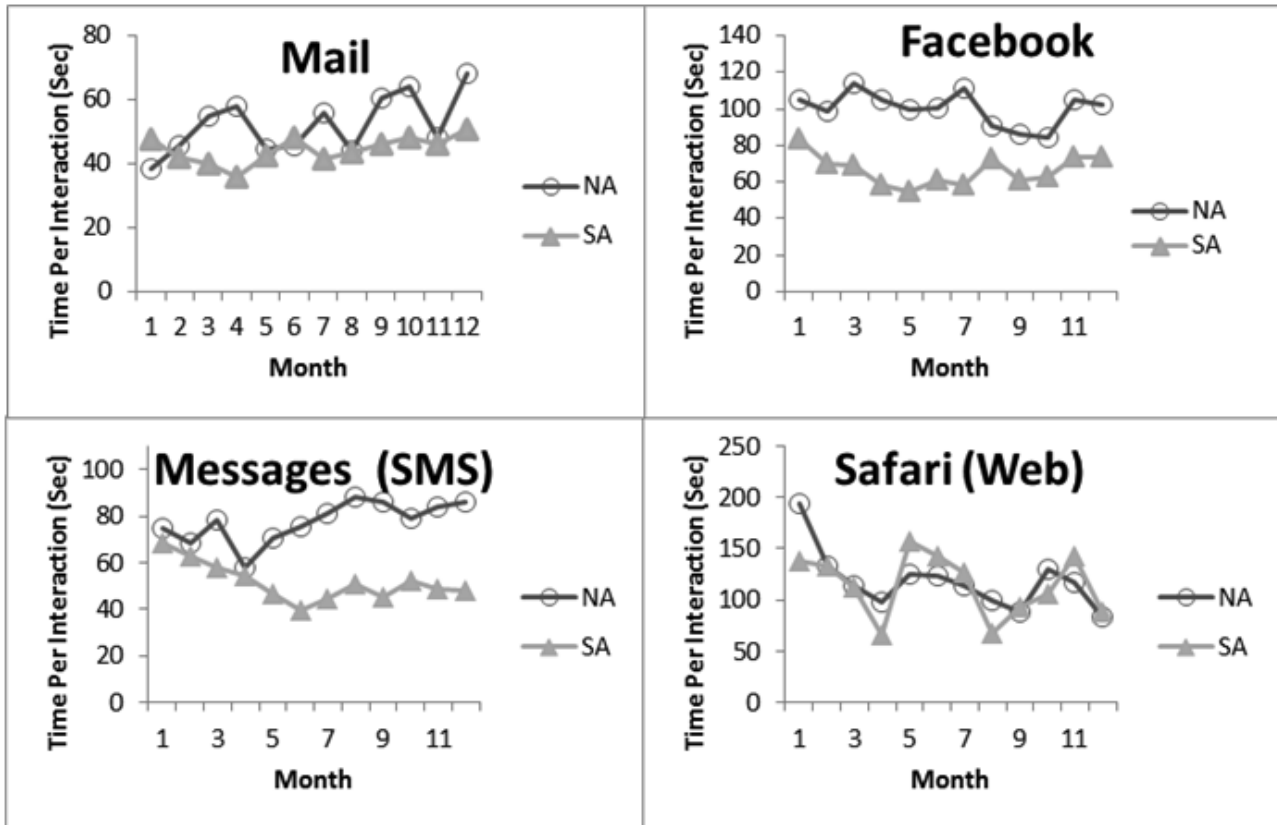 Mail
Time Per Interaction (Sec)
80
60
40
20
0
1 2 3 4 5 6 7 8 9 10 11 12
Month
NA
SA
Facebook
Time Per Interaction (Sec)
140
120
100
80
60
40
20
0
1 3 5 7 9 11
Month
NA
SA
Messages (SMS)
Time Per Interaction (Sec)
100
80
60
40
20
0
1 3 5 7 9 11
Month
NA
SA
Safari (Web)
Time Per Interaction (Sec)
250
200
150
100
50
0
1 3 5 7 9 11
Month
NA
SA